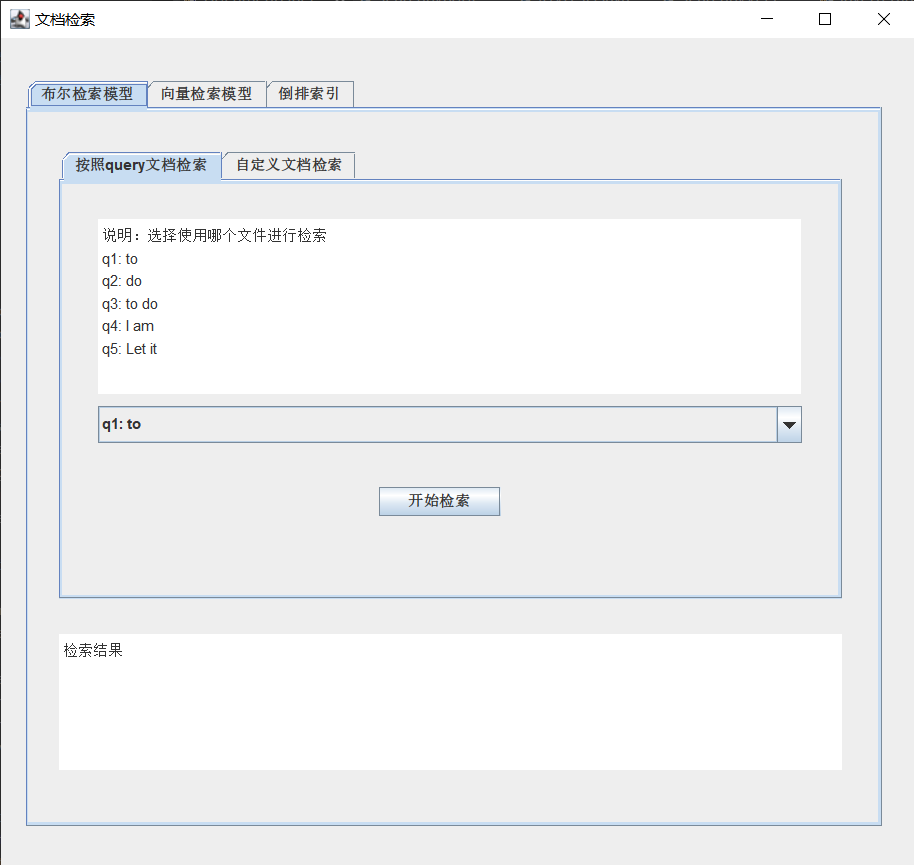 文档检索
布尔检索模型 向量检索模型 倒排索引
按照query文档检索 自定义文档检索
说明：选择使用哪个文件进行检索
q1: to
q2: do
q3: to do
q4: I am
q5: Let it
q1: to
开始检索
检索结果